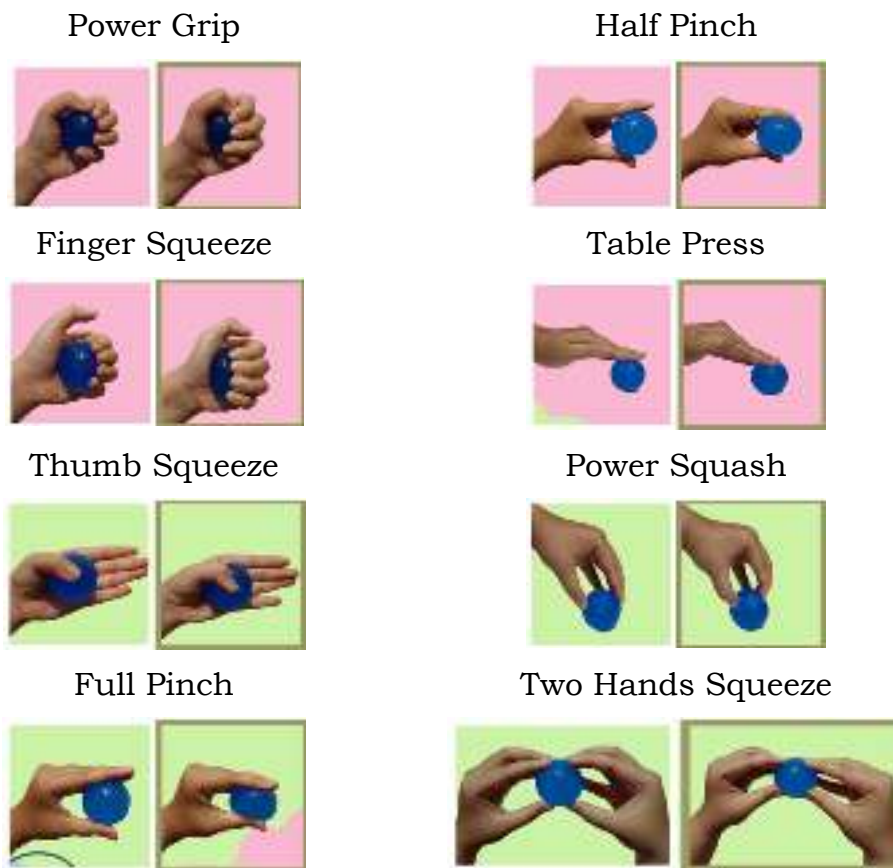 Power Grip
Half Pinch
Finger Squeeze
Table Press
Thumb Squeeze
Power Squash
Full Pinch
Two Hands Squeeze